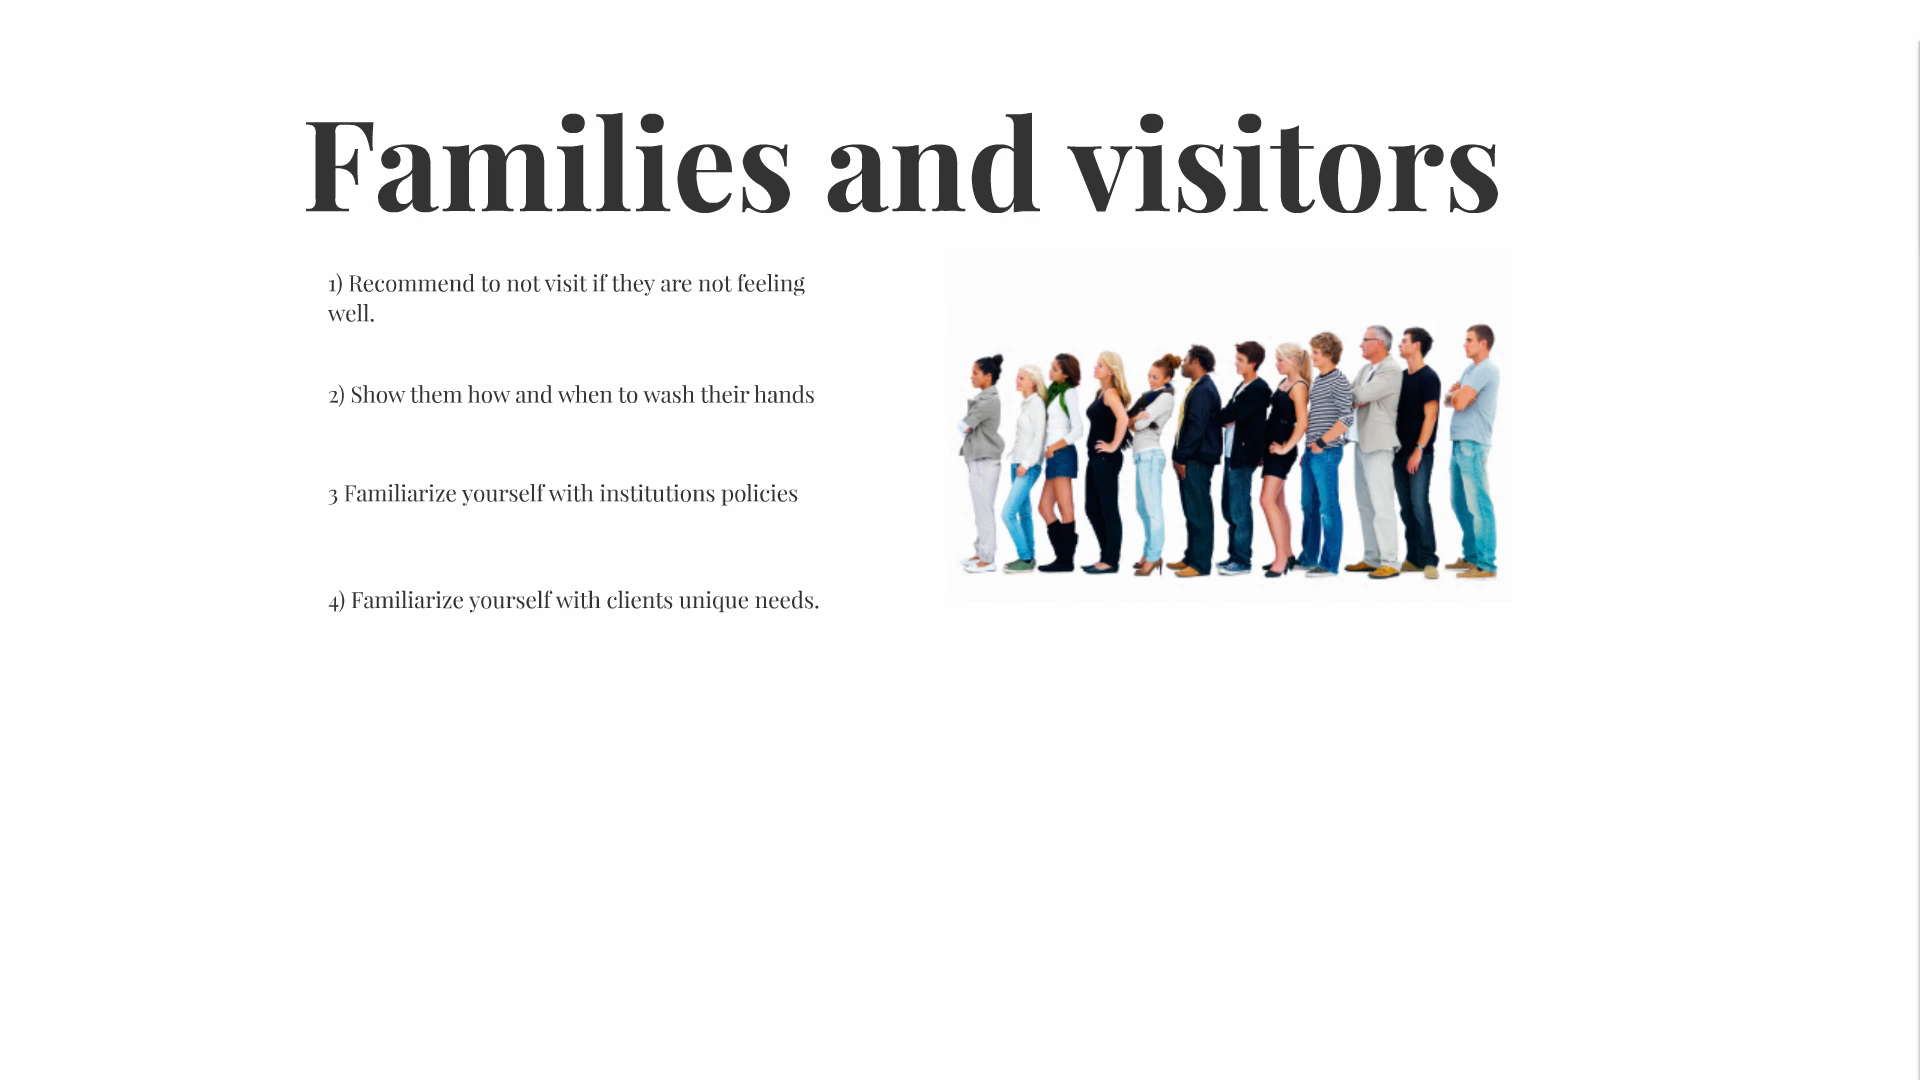 Families and visitors
1) Recommend to not visit if they are not feeling
well.
2) Show them how and when to wash their hands
3 Familiarize yourself with institutions policies
4) Familiarize yourself with clients unique needs.